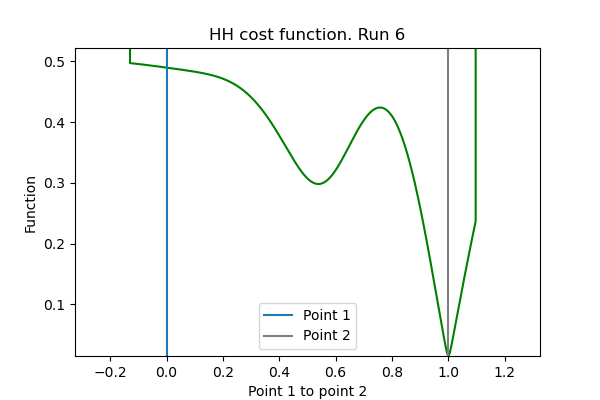 HH cost function. Run 6
Function
0.5
0.4
0.3
0.2
0.1
Point 1
Point 2
−0.2 0.0 0.2 0.4 0.6 0.8 1.0 1.2
Point 1 to point 2